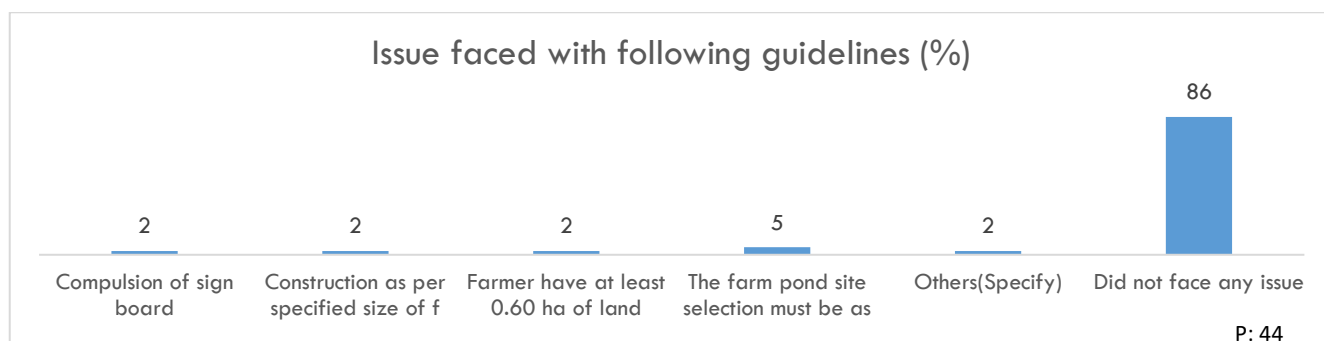 Issue faced with following guidelines (%)
86
2
2
2
5
2
Compulsion of sign
board
Construction as per
specified size of f
Farmer have at least
0.60 ha of land
The farm pond site
selection must be as
Others(Specify)
Did not face any issue
P: 44